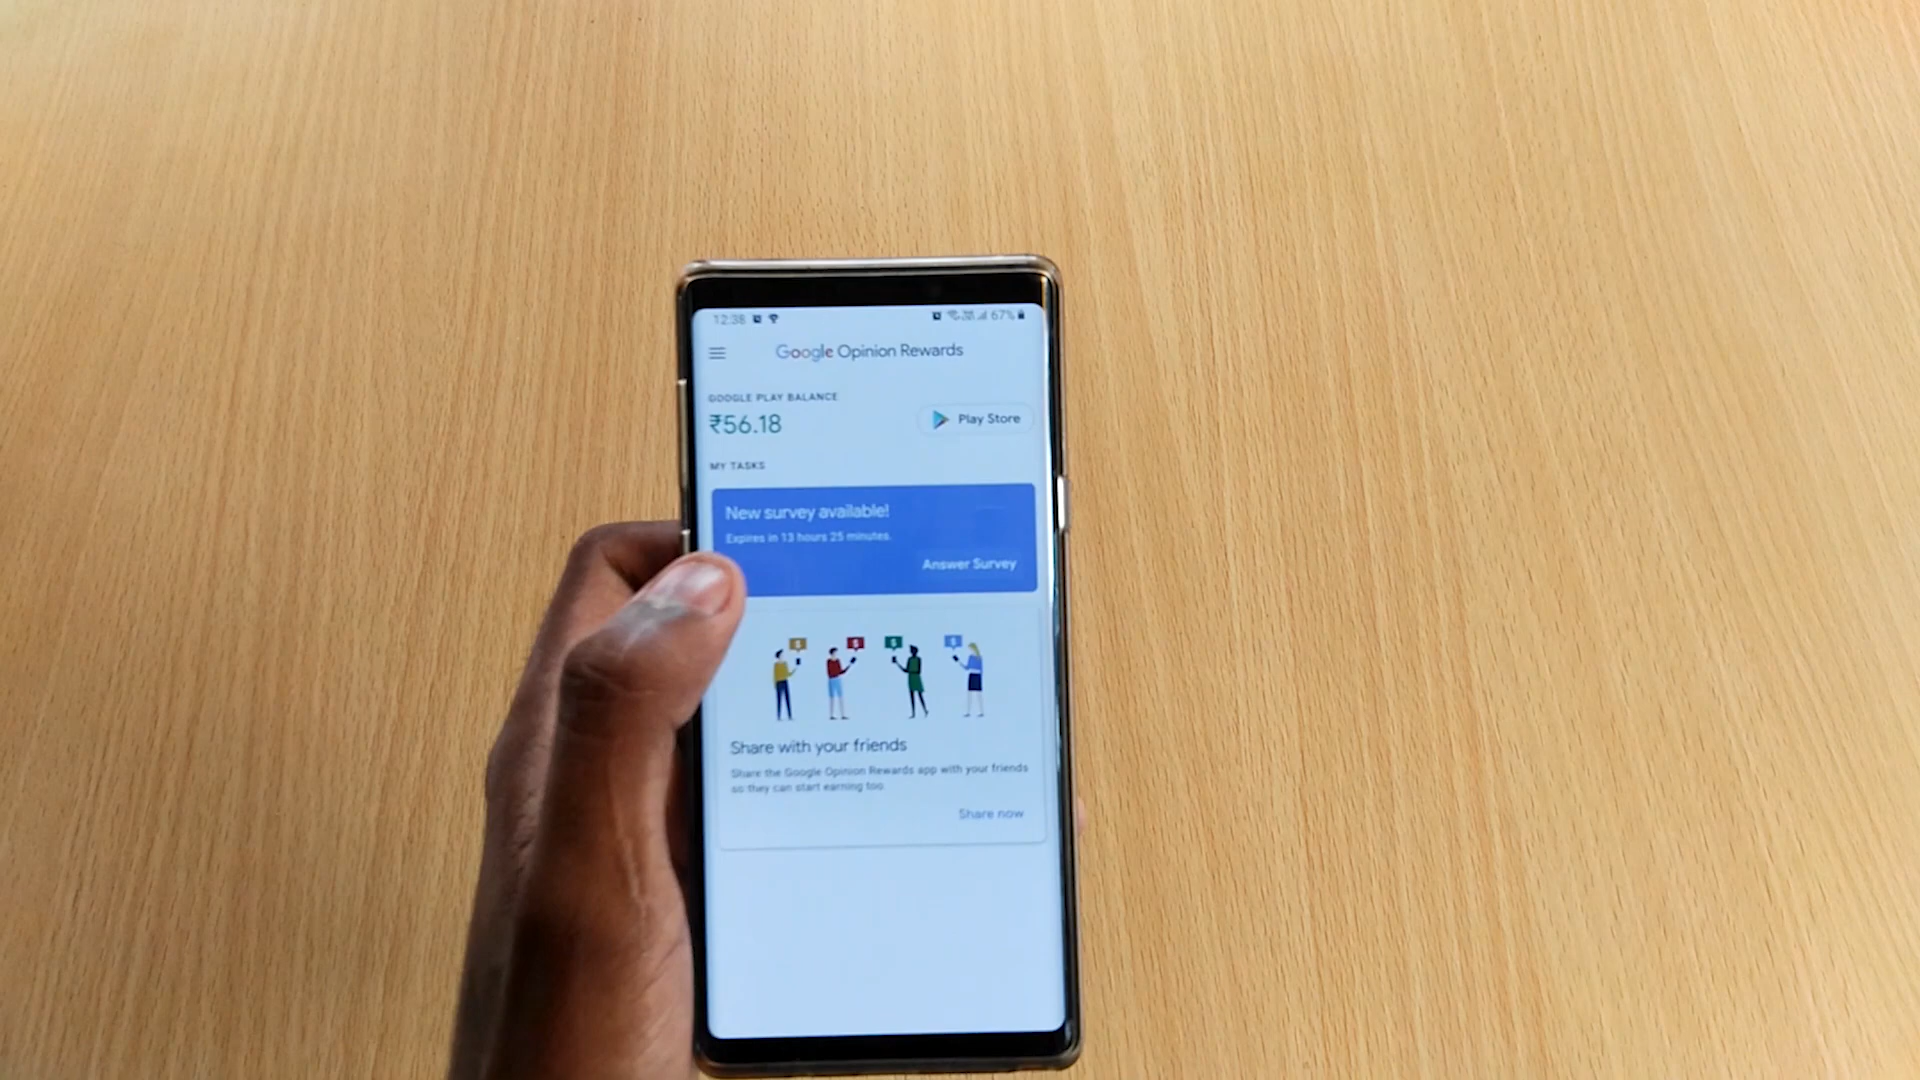 12:38
67%
Google Opinion Rewards
GOOGLE PLAY BALANCE
₹56.18
Play Store
MY TASKS
New survey available!
Expires in 13 hours 25 minutes.
Answer Survey
$ $ $ $
Share with your friends
Share the Google Opinion Rewards app with your friends
so they can start earning too
Share now